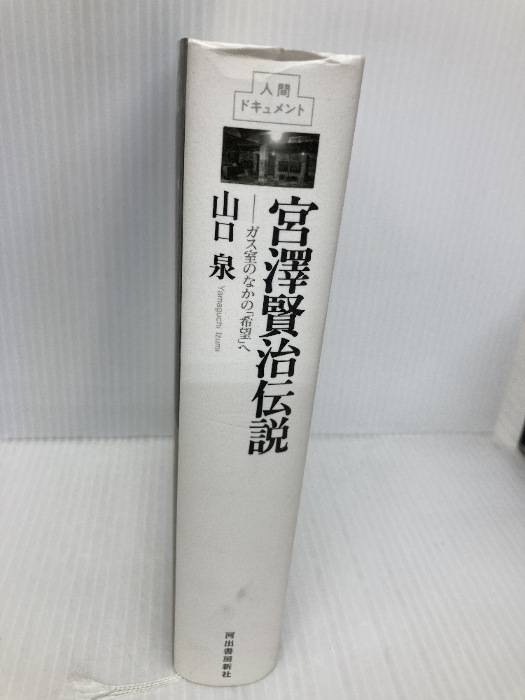 人間
ドキュメント
宮澤賢治伝説
──ガス室のなかの「希望」へ
山口 泉
Yamaguchi Izumi
河出書房新社